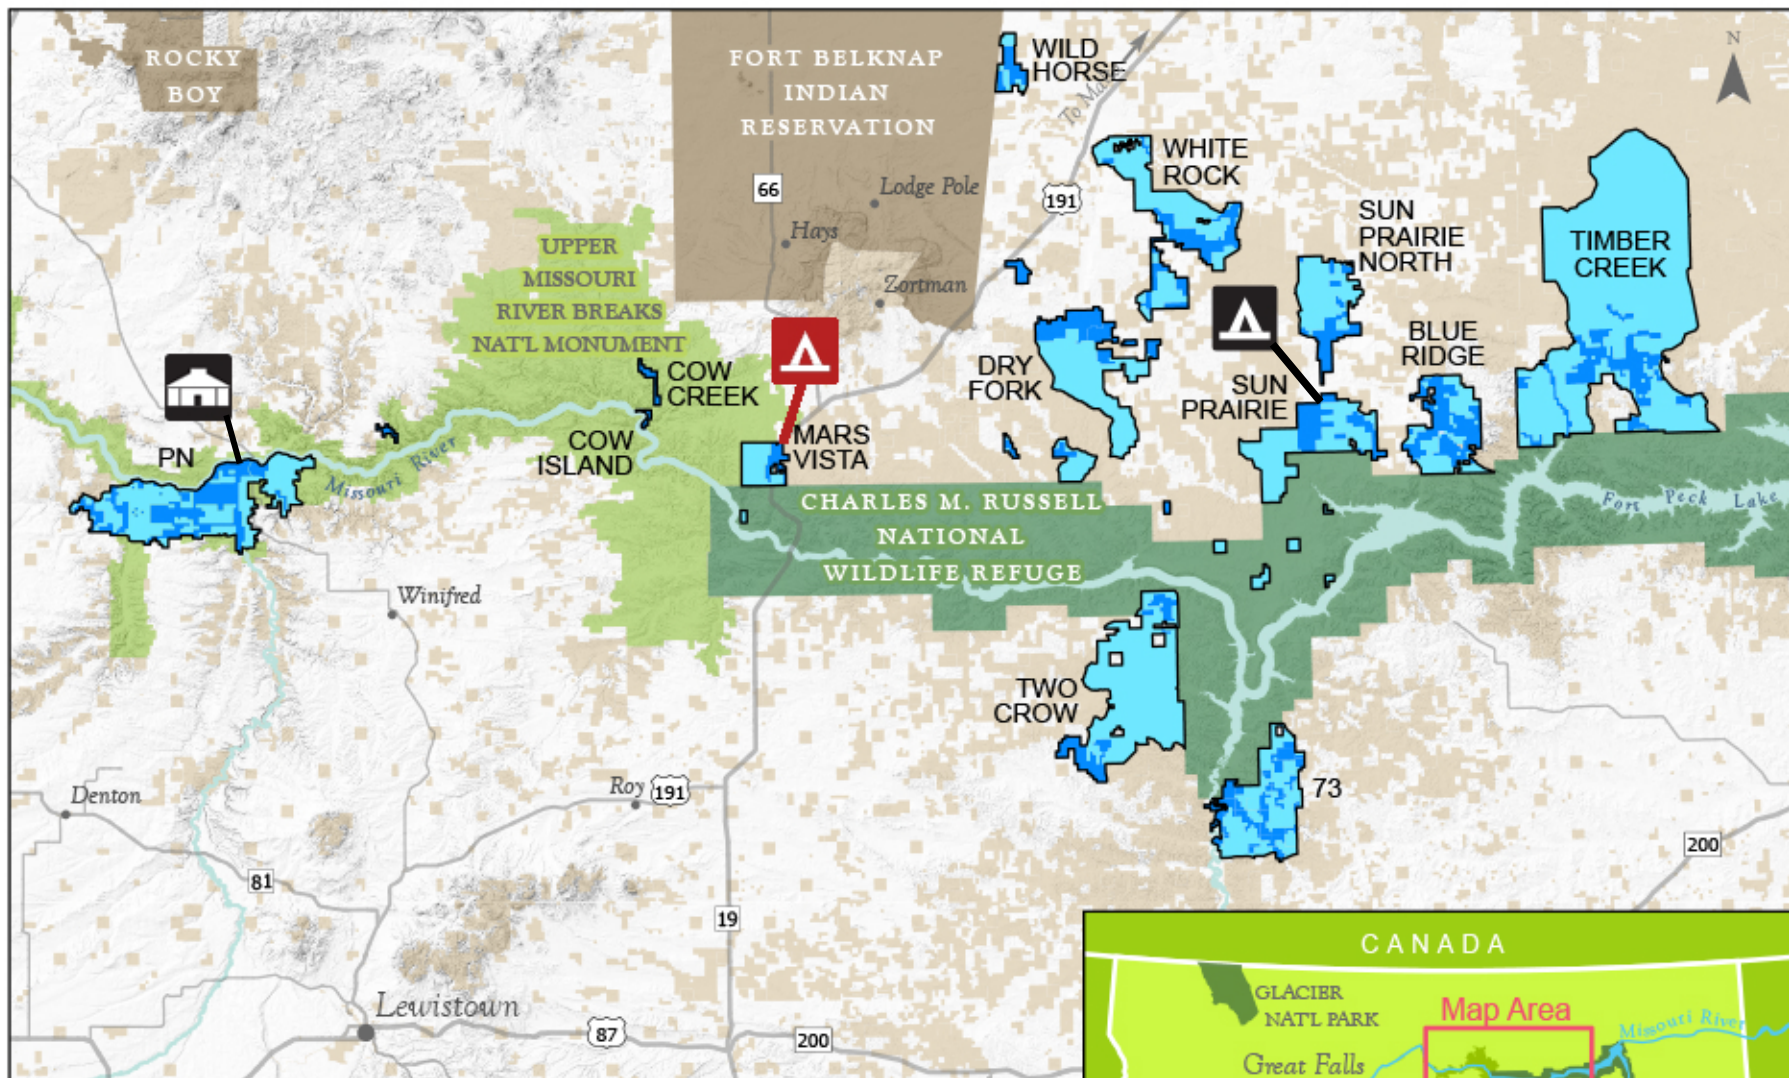 ROCKY
BOY
FORT BELKNAP
INDIAN
RESERVATION
WILD
HORSE
N
To Ma
66
Lodge Pole
Hays
191
WHITE
ROCK
SUN
PRAIRIE
NORTH
TIMBER
CREEK
UPPER
MISSOURI
RIVER BREAKS
NAT'L MONUMENT
Zortman
DRY
FORK
BLUE
RIDGE
SUN
PRAIRIE
COW
CREEK
COW
ISLAND
MARS
VISTA
PN
Missouri River
CHARLES M. RUSSELL
NATIONAL
WILDLIFE REFUGE
Fort Peck Lake
Winifred
TWO
CROW
73
Denton
Roy
191
200
81
19
Lewistown
87
200
CANADA
GLACIER
NAT'L PARK
Map Area
Missouri River
Great Falls